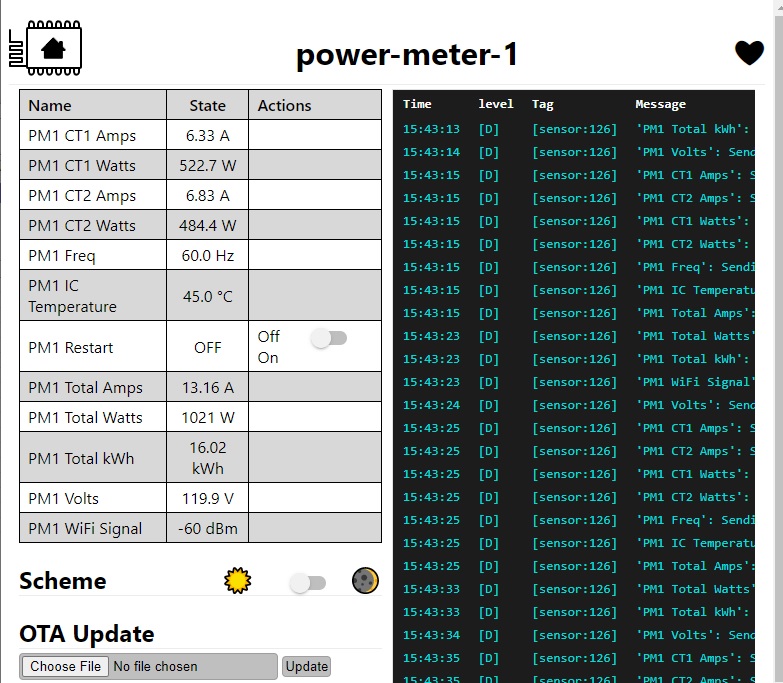 power-meter-1
Name State Actions
PM1 CT1 Amps 6.33 A
PM1 CT1 Watts 522.7 W
PM1 CT2 Amps 6.83 A
PM1 CT2 Watts 484.4 W
PM1 Freq 60.0 Hz
PM1 IC
Temperature 45.0 °C
PM1 Restart OFF Off
On
PM1 Total Amps 13.16 A
PM1 Total Watts 1021 W
PM1 Total kWh 16.02
kWh
PM1 Volts 119.9 V
PM1 WiFi Signal -60 dBm
Scheme
OTA Update
Choose File No file chosen Update
Time level Tag Message
15:43:13 [D] [sensor:126] 'PM1 Total kWh':
15:43:14 [D] [sensor:126] 'PM1 Volts': Send
15:43:15 [D] [sensor:126] 'PM1 CT1 Amps': S
15:43:15 [D] [sensor:126] 'PM1 CT2 Amps': S
15:43:15 [D] [sensor:126] 'PM1 CT1 Watts':
15:43:15 [D] [sensor:126] 'PM1 CT2 Watts':
15:43:15 [D] [sensor:126] 'PM1 Freq': Sendi
15:43:15 [D] [sensor:126] 'PM1 IC Temperatu
15:43:15 [D] [sensor:126] 'PM1 Total Amps':
15:43:23 [D] [sensor:126] 'PM1 Total Watts'
15:43:23 [D] [sensor:126] 'PM1 Total kWh':
15:43:23 [D] [sensor:126] 'PM1 WiFi Signal'
15:43:24 [D] [sensor:126] 'PM1 Volts': Send
15:43:25 [D] [sensor:126] 'PM1 CT1 Amps': S
15:43:25 [D] [sensor:126] 'PM1 CT2 Amps': S
15:43:25 [D] [sensor:126] 'PM1 CT1 Watts':
15:43:25 [D] [sensor:126] 'PM1 CT2 Watts':
15:43:25 [D] [sensor:126] 'PM1 Freq': Sendi
15:43:25 [D] [sensor:126] 'PM1 IC Temperatu
15:43:25 [D] [sensor:126] 'PM1 Total Amps':
15:43:33 [D] [sensor:126] 'PM1 Total Watts'
15:43:33 [D] [sensor:126] 'PM1 Total kWh':
15:43:34 [D] [sensor:126] 'PM1 Volts': Send
15:43:35 [D] [sensor:126] 'PM1 CT1 Amps': S
15:43:35 [D] [sensor:126] 'PM1 CT2 Amps': S